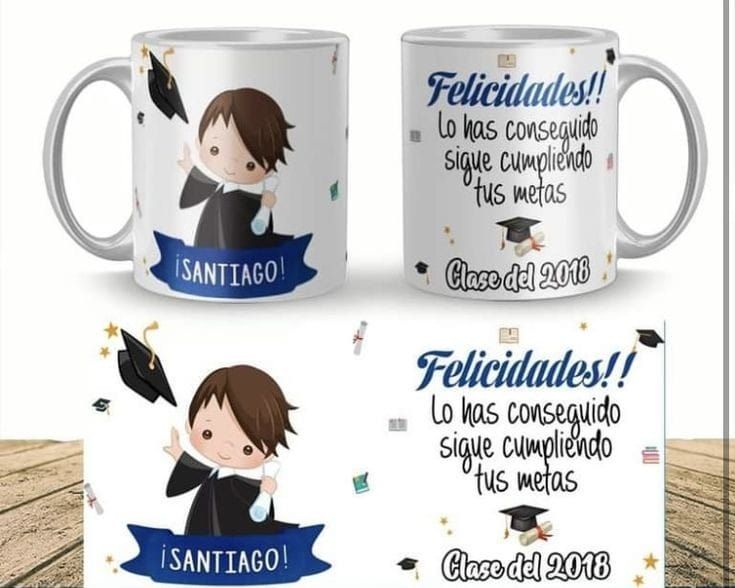 ¡SANTIAGO!
Felicidades!!
Lo has conseguido
sigue cumpliendo
tus metas
Clase del 2018
¡SANTIAGO!
Felicidades!!
Lo has conseguido
sigue cumpliendo
tus metas
Clase del 2018